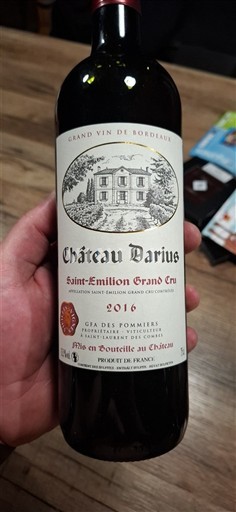 GRAND VIN DE BORDEAUX
Château Darius
Saint-Emilion Grand Cru
APPELLATION SAINT-EMILION GRAND CRU CONTRÔLÉE
2016
GFA DES POMMIERS
PROPRIÉTAIRE - VITICULTEUR
À SAINT-LAURENT DES COMBES
Mis en Bouteille au Château
PRODUIT DE FRANCE